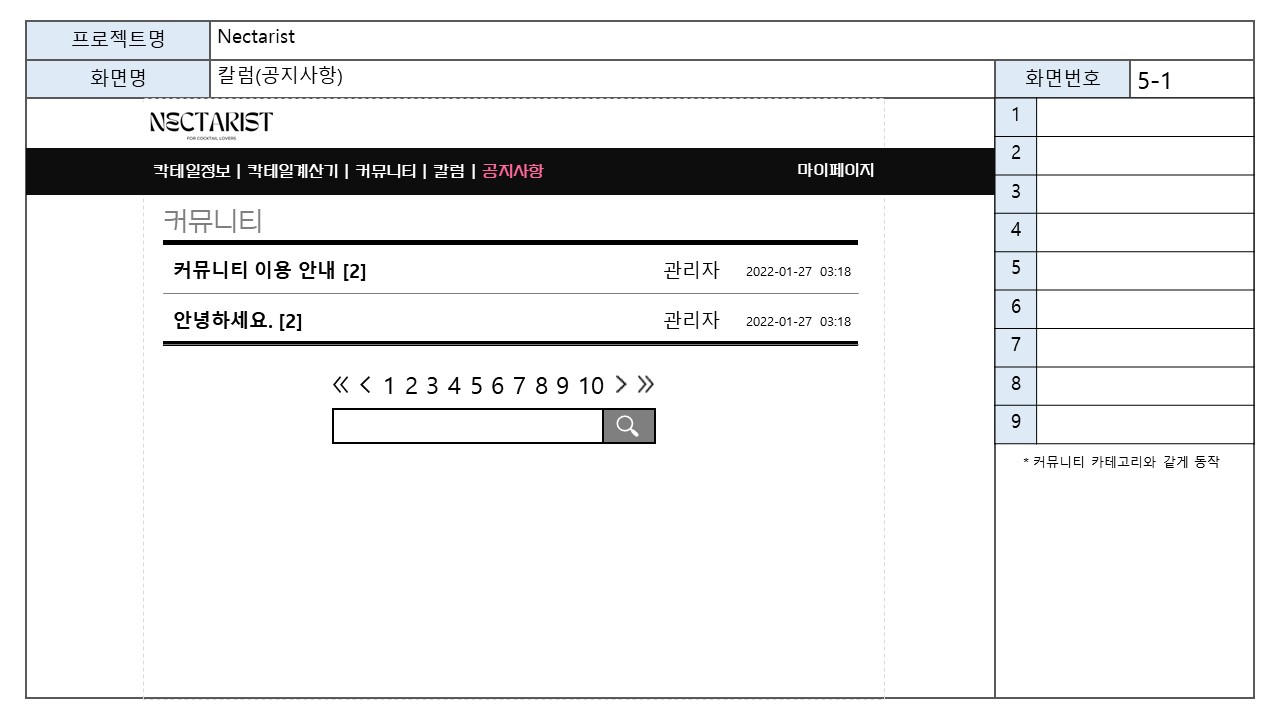 프로젝트명 Nectarist
화면명 칼럼(공지사항) 화면번호 5-1
NECTARIST
FOR COCKTAIL LOVERS
칵테일정보 | 칵테일계산기 | 커뮤니티 | 칼럼 | 공지사항 마이페이지
커뮤니티
커뮤니티 이용 안내 [2] 관리자 2022-01-27 03:18
안녕하세요. [2] 관리자 2022-01-27 03:18
« < 1 2 3 4 5 6 7 8 9 10 > »
1
2
3
4
5
6
7
8
9
* 커뮤니티 카테고리와 같게 동작